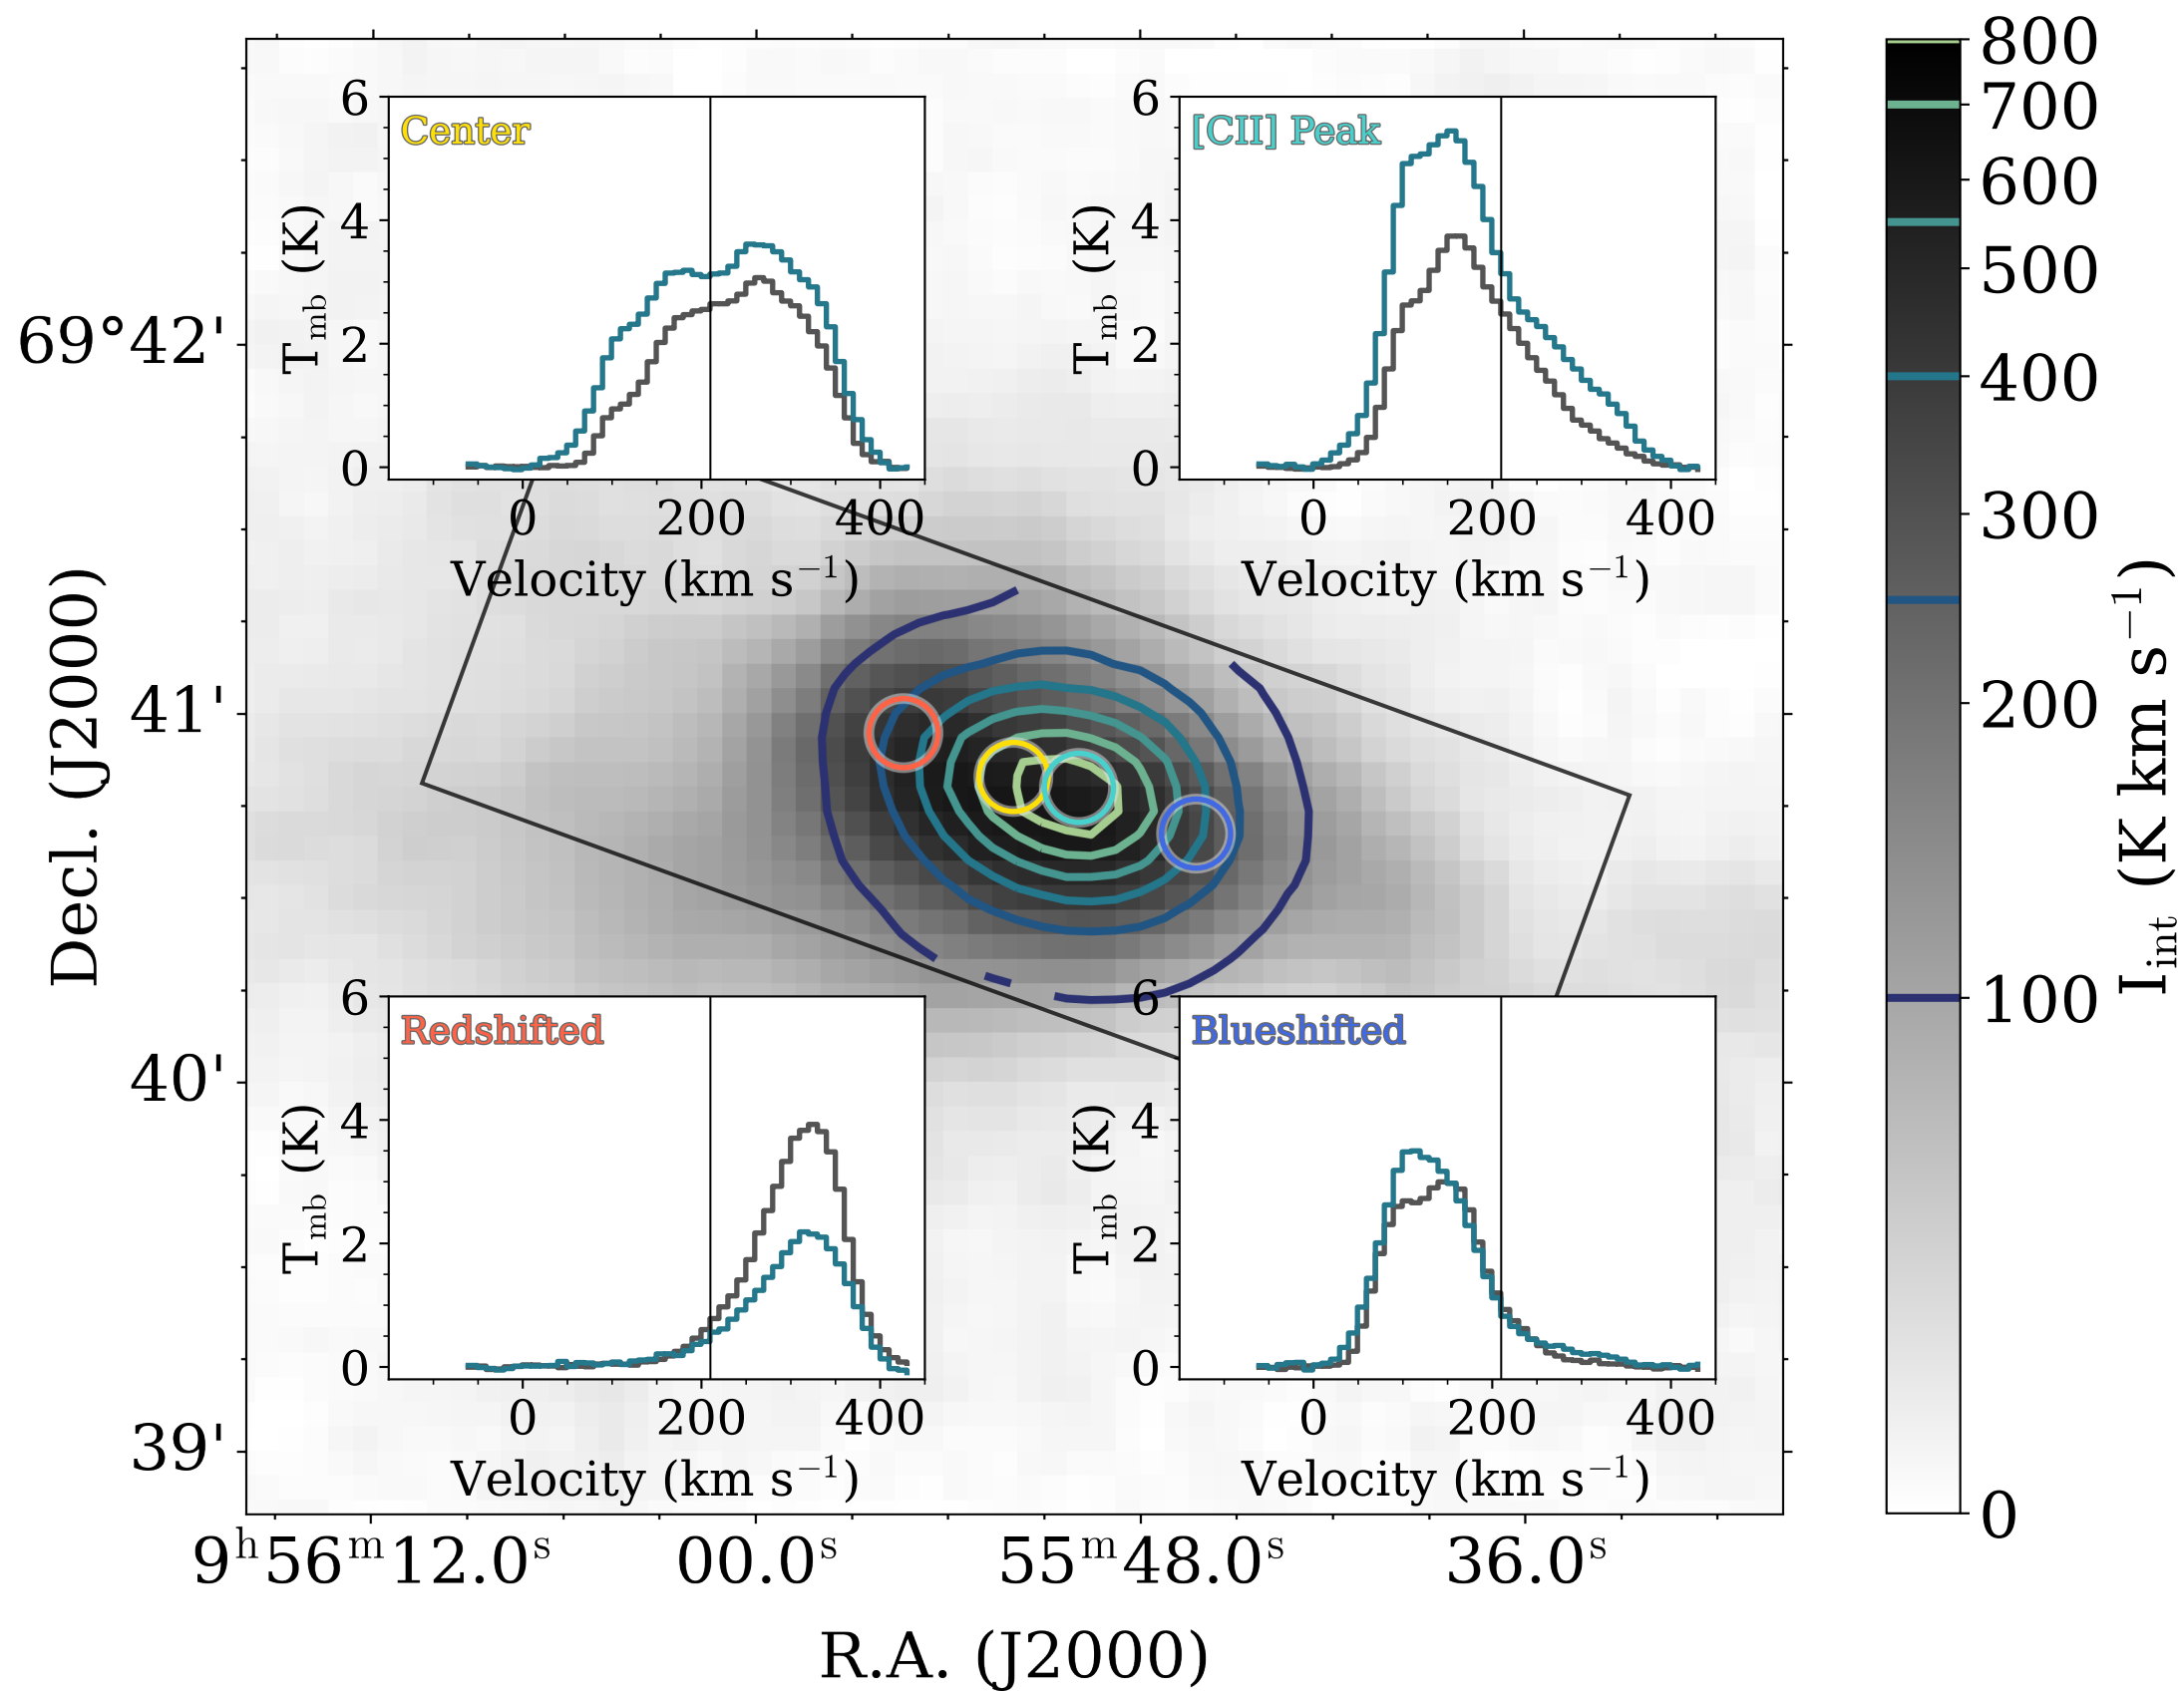 Center
6
4
2
0
T_mb (K)
0 200 400
Velocity (km s⁻¹)
[CII] Peak
6
4
2
0
T_mb (K)
0 200 400
Velocity (km s⁻¹)
Redshifted
6
4
2
0
T_mb (K)
0 200 400
Velocity (km s⁻¹)
Blueshifted
6
4
2
0
T_mb (K)
0 200 400
Velocity (km s⁻¹)
69°42'
41'
40'
39'
Decl. (J2000)
9ʰ56ᵐ12.0ˢ 00.0ˢ 55ᵐ48.0ˢ 36.0ˢ
R.A. (J2000)
800
700
600
500
400
300
200
100
0
I_int (K km s⁻¹)